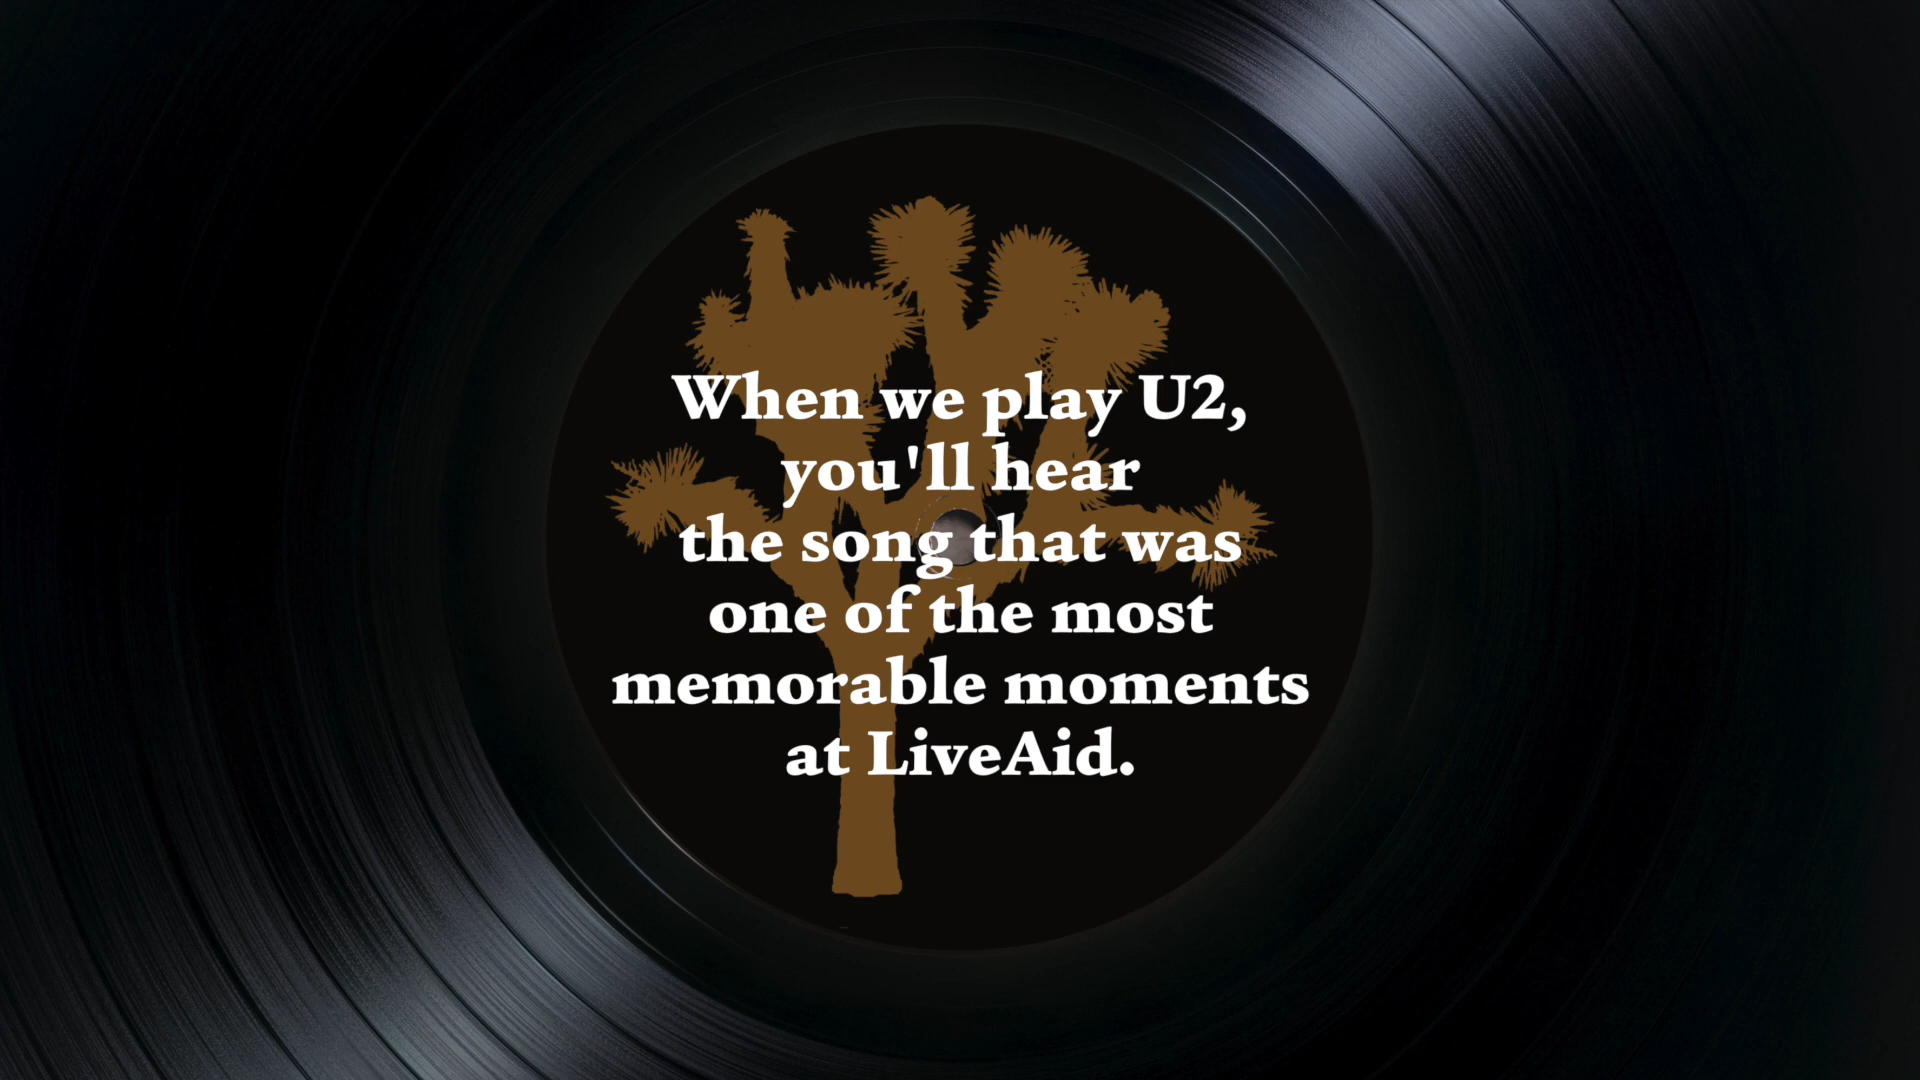 When we play U2,
you'll hear
the song that was
one of the most
memorable moments
at LiveAid.